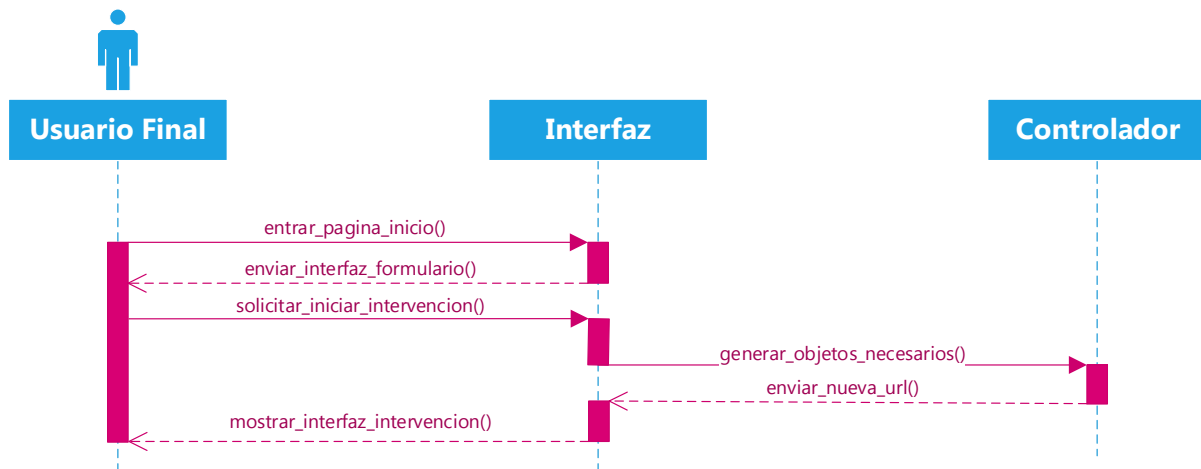 Usuario Final
Interfaz
Controlador
entrar_pagina_inicio()
enviar_interfaz_formulario()
solicitar_iniciar_intervencion()
generar_objetos_necesarios()
enviar_nueva_url()
mostrar_interfaz_intervencion()